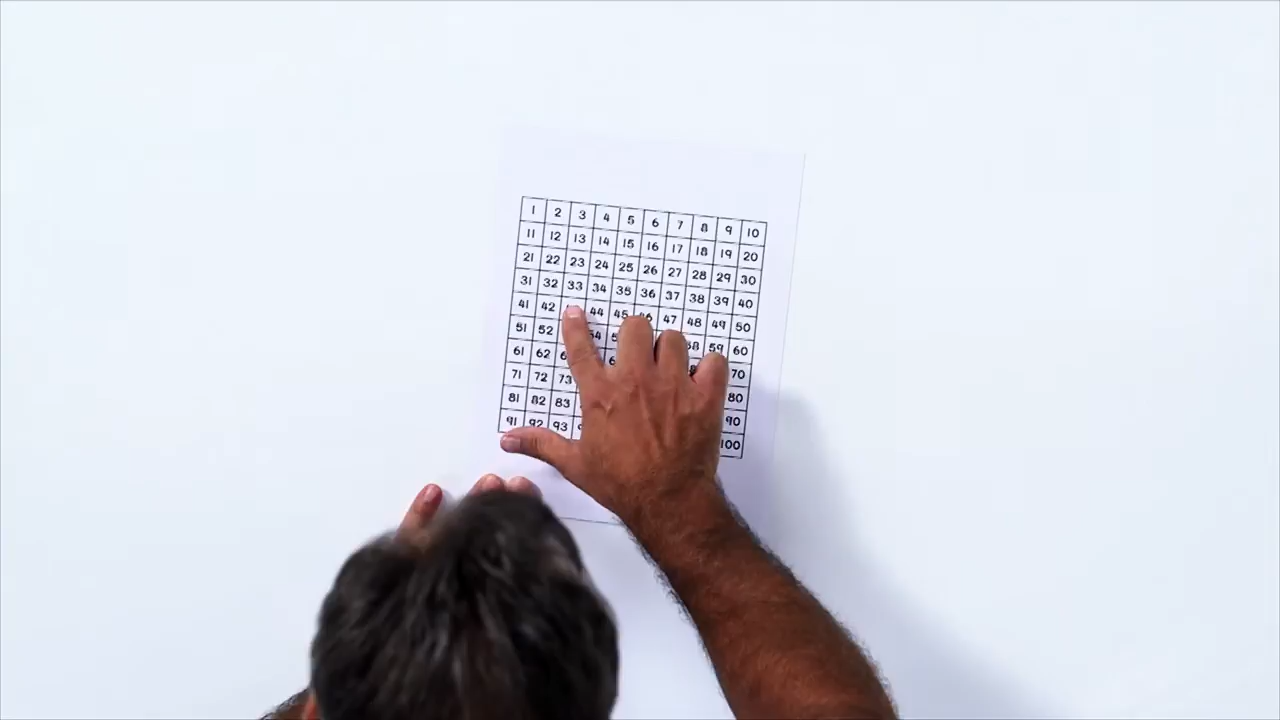 1 2 3 4 5 6 7 8 9 10
11 12 13 14 15 16 17 18 19 20
21 22 23 24 25 26 27 28 29 30
31 32 33 34 35 36 37 38 39 40
41 42 44 45 46 47 48 49 50
51 52 59 60
61 62 70
71 72 73 80
81 82 83 90
91 92 93 100